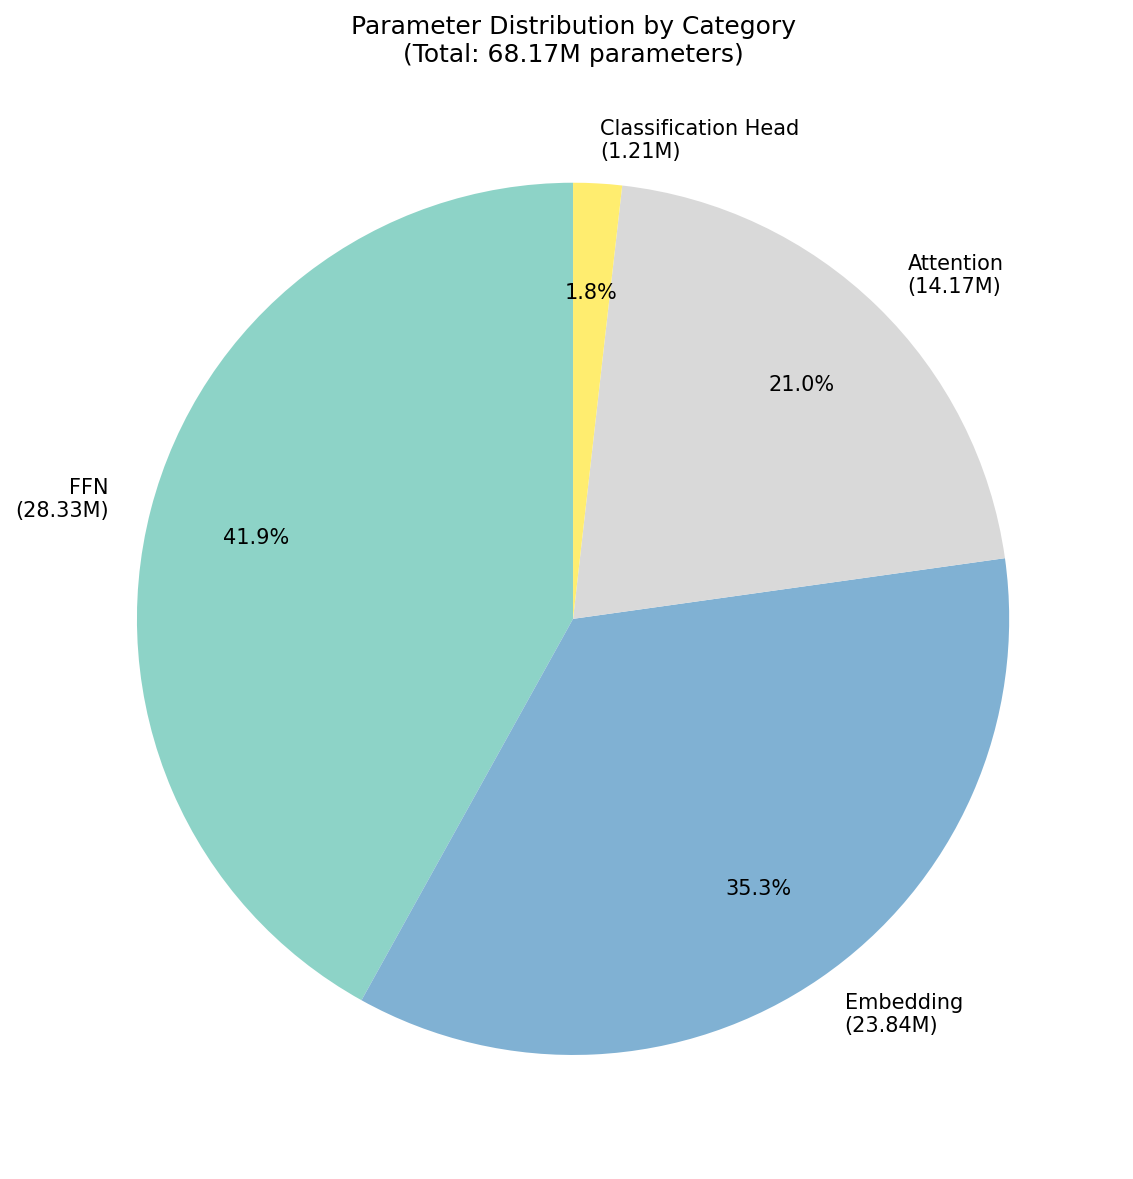 Parameter Distribution by Category
(Total: 68.17M parameters)
Classification Head
(1.21M)
Attention
(14.17M)
1.8%
21.0%
FFN
(28.33M)
41.9%
35.3%
Embedding
(23.84M)